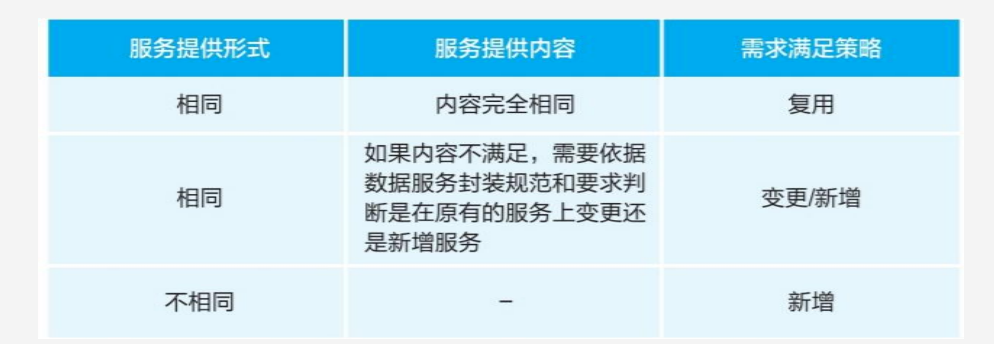 服务提供形式 服务提供内容 需求满足策略
相同 内容完全相同 复用
如果内容不满足，需要依据
数据服务封装规范和要求判
相同 断是在原有的服务上变更还 变更/新增
是新增服务
不相同 – 新增